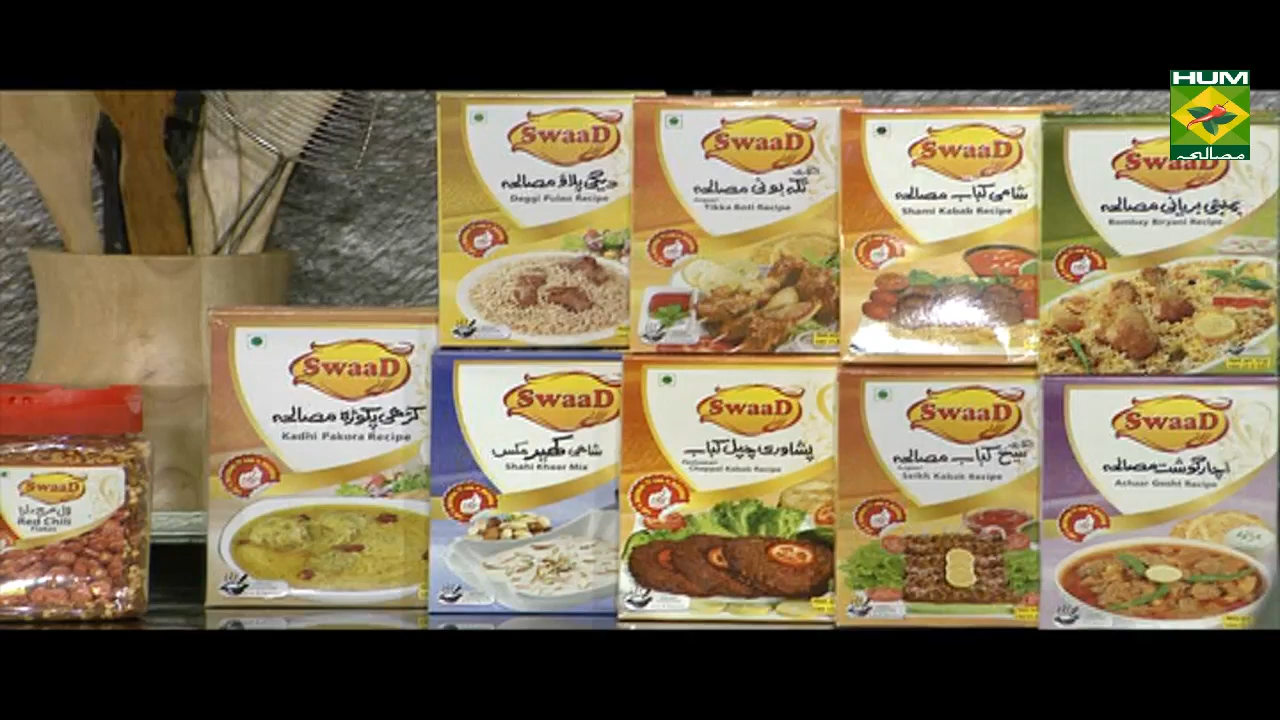 HUM
مصالحہ
SwaaD
دیگی پلاؤ مصالحہ
Deggi Pulao Recipe
SwaaD
تکہ بوٹی مصالحہ
Tikka Boti Recipe
SwaaD
شامی کباب مصالحہ
Shami Kabab Recipe
SwaaD
بمبئی بریانی مصالحہ
Bombay Biryani Recipe
SwaaD
کڑھی پکوڑہ مصالحہ
Kadhi Pakora Recipe
SwaaD
شاہی کھیر مکس
Shahi Kheer Mix
SwaaD
پشاوری چپل کباب
Chappal Kabab Recipe
SwaaD
سیخ کباب مصالحہ
Seikh Kabab Recipe
SwaaD
اچار گوشت مصالحہ
Achaar Gosht Recipe
SwaaD
Red Chili
Flakes